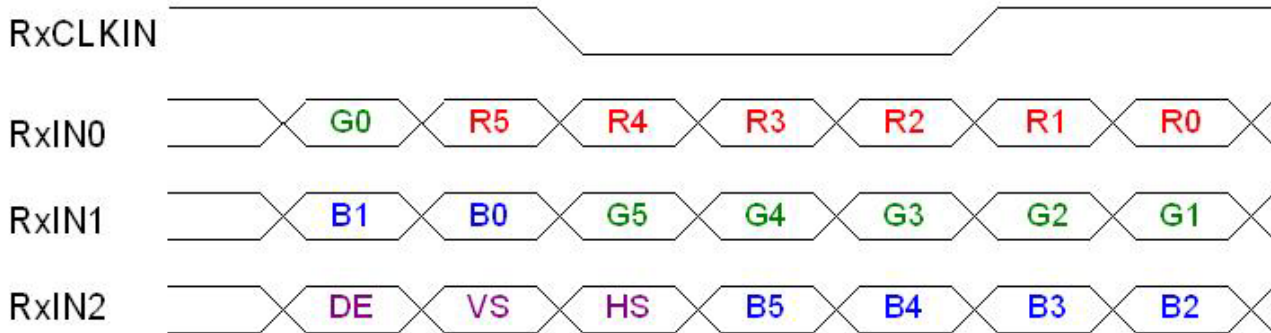 RxCLKIN
RxIN0 G0 R5 R4 R3 R2 R1 R0
RxIN1 B1 B0 G5 G4 G3 G2 G1
RxIN2 DE VS HS B5 B4 B3 B2